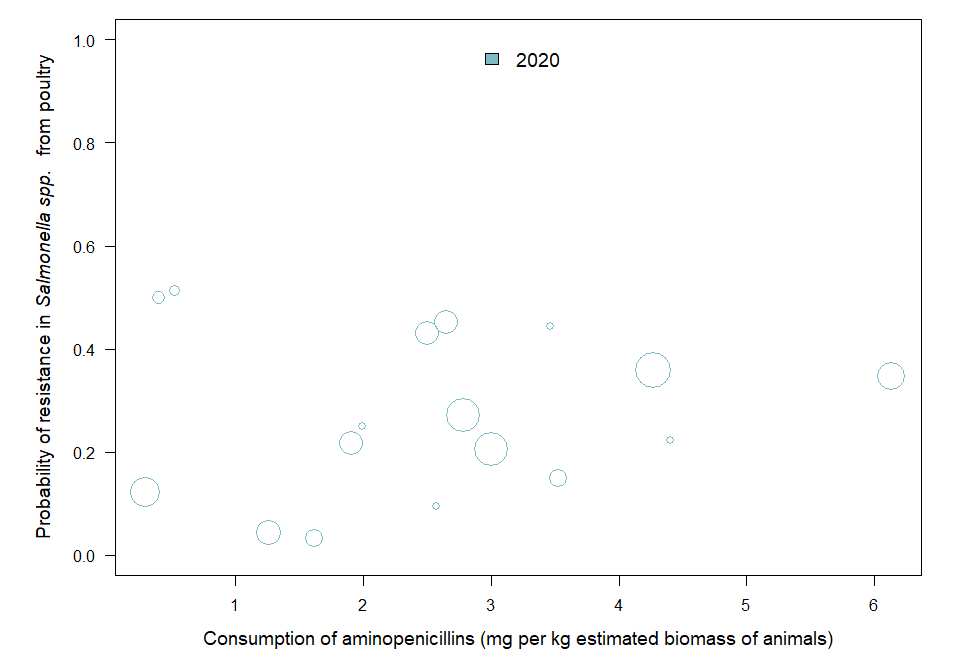 Probability of resistance in Salmonella spp. from poultry
1.0
0.8
0.6
0.4
0.2
0.0
2020
1 2 3 4 5 6
Consumption of aminopenicillins (mg per kg estimated biomass of animals)